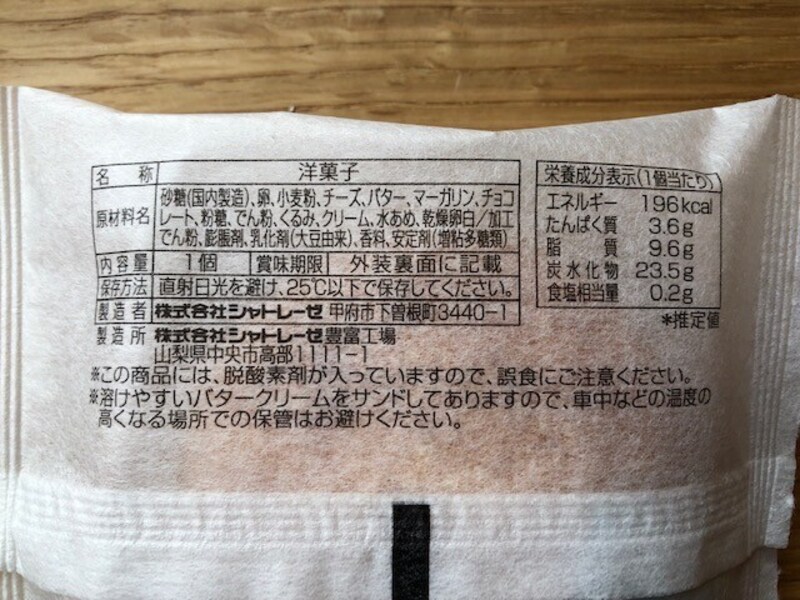 名称 洋菓子
原材料名 砂糖(国内製造)、卵、小麦粉、チーズ、バター、マーガリン、チョコ
レート、粉糖、でん粉、くるみ、クリーム、水あめ、乾燥卵白/加工
でん粉、膨脹剤、乳化剤(大豆由来)、香料、安定剤(増粘多糖類)
内容量 1個 賞味期限 外装裏面に記載
保存方法 直射日光を避け、25℃以下で保存してください。
製造者 株式会社シャトレーゼ 甲府市下曽根町3440-1
製造所 株式会社シャトレーゼ豊富工場
山梨県中央市高部1111-1
※この商品には、脱酸素剤が入っていますので、誤食にご注意ください。
※溶けやすいバタークリームをサンドしてありますので、車中などの温度の
高くなる場所での保管はお避けください。
栄養成分表示(1個当たり)
エネルギー 196kcal
たんぱく質 3.6g
脂質 9.6g
炭水化物 23.5g
食塩相当量 0.2g
*推定値